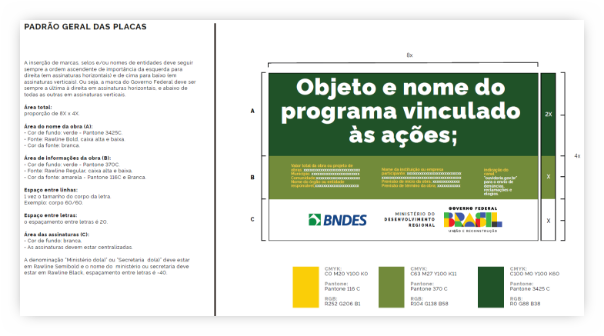 PADRÃO GERAL DAS PLACAS
A inserção de marcas, selos e/ou nomes de entidades deve seguir
sempre a ordem ascendente de importância da esquerda para
direita (em assinaturas horizontais) e de cima para baixo (em
assinaturas verticais). Ou seja, a marca do Governo Federal deve ser
sempre a última à direita em assinaturas horizontais, e abaixo de
todas as outras em assinaturas verticais.
Área total:
proporção de 8X x 4X.
Área do nome da obra (A):
- Cor de fundo: verde - Pantone 3425C.
- Fonte: Rawline Bold, caixa alta e baixa.
- Cor da fonte: branca.
Área de informações da obra (B):
- Cor de fundo: verde - Pantone 370C.
- Fonte: Rawline Regular, caixa alta e baixa.
- Cor da fonte: amarela - Pantone 116C e Branca.
Espaço entre linhas:
1 vez o tamanho do corpo da letra.
Exemplo: corpo 60/60.
Espaço entre letras:
o espaçamento entre letras é 20.
Área das assinaturas (C):
- Cor de fundo: branca.
- As assinaturas devem estar centralizadas.
A denominação "Ministério do(a)" ou "Secretaria do(a)" deve estar
em Rawline Semibold e o nome do ministério ou secretaria deve
estar em Rawline Black, espaçamento entre letras é -40.
8x
A
Objeto e nome do
programa vinculado
às ações;
2X
4x
B
X
C
BNDES
MINISTÉRIO DO
DESENVOLVIMENTO
REGIONAL
GOVERNO FEDERAL
BRASIL
UNIÃO E RECONSTRUÇÃO
X
CMYK:
C0 M20 Y100 K0
Pantone:
Pantone 116 C
RGB:
R252 G206 B1
CMYK:
C63 M27 Y100 K11
Pantone:
Pantone 370 C
RGB:
R104 G138 B58
CMYK:
C100 M0 Y100 K60
Pantone:
Pantone 3425 C
RGB:
R0 G88 B38